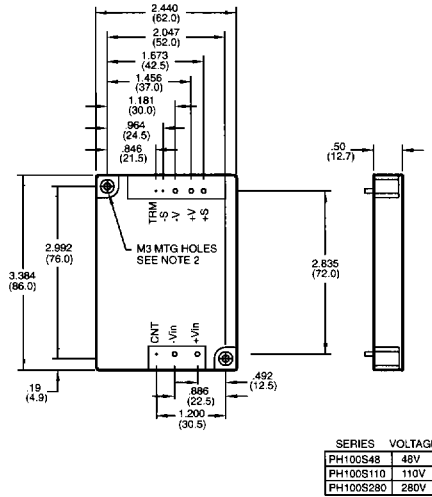 2.440
(62.0)
2.047
(52.0)
1.673
(42.5)
1.456
(37.0)
1.181
(30.0)
.964
(24.5)
.846
(21.5)
.50
(12.7)
TRM
-S
-V
+V
+S
M3 MTG HOLES
SEE NOTE 2
2.992
(76.0)
3.384
(86.0)
2.835
(72.0)
CNT
-Vin
+Vin
.19
(4.9)
.492
(12.5)
.886
(22.5)
1.200
(30.5)
SERIES VOLTAG
PH100S48 48V
PH100S110 110V
PH100S280 280V